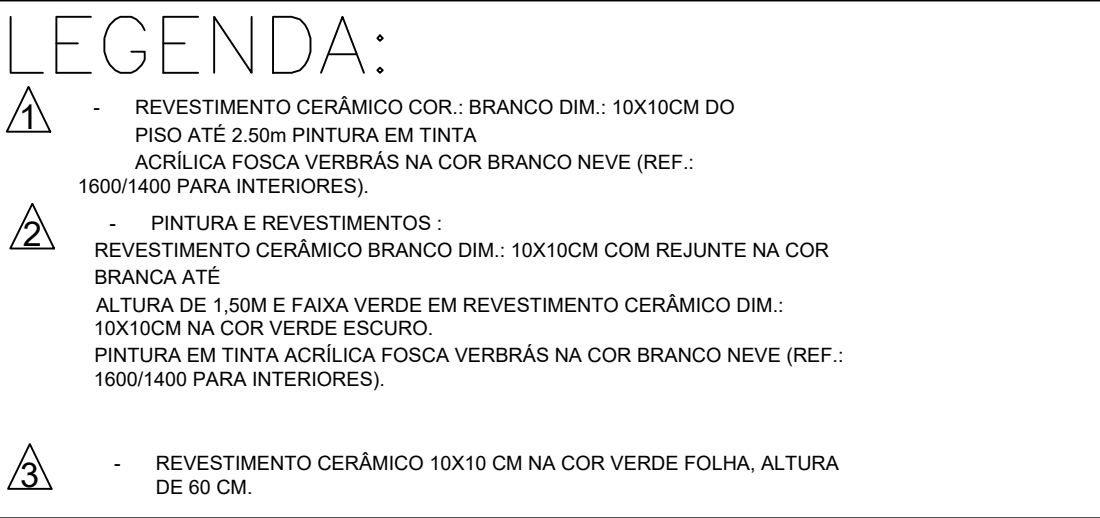 LEGENDA:
1 - REVESTIMENTO CERÂMICO COR.: BRANCO DIM.: 10X10CM DO
PISO ATÉ 2.50m PINTURA EM TINTA
ACRÍLICA FOSCA VERBRÁS NA COR BRANCO NEVE (REF.:
1600/1400 PARA INTERIORES).
2 - PINTURA E REVESTIMENTOS :
REVESTIMENTO CERÂMICO BRANCO DIM.: 10X10CM COM REJUNTE NA COR
BRANCA ATÉ
ALTURA DE 1,50M E FAIXA VERDE EM REVESTIMENTO CERÂMICO DIM.:
10X10CM NA COR VERDE ESCURO.
PINTURA EM TINTA ACRÍLICA FOSCA VERBRÁS NA COR BRANCO NEVE (REF.:
1600/1400 PARA INTERIORES).
3 - REVESTIMENTO CERÂMICO 10X10 CM NA COR VERDE FOLHA, ALTURA
DE 60 CM.